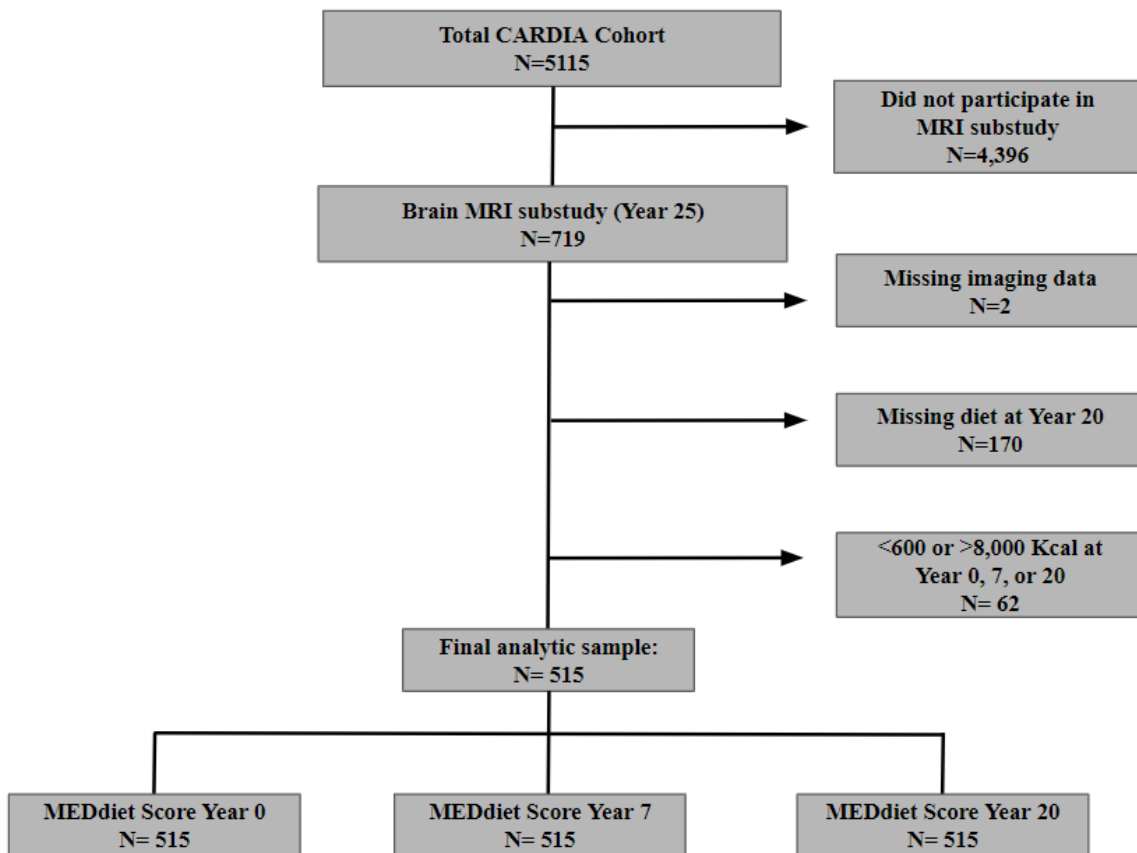 Total CARDIA Cohort
N=5115
Did not participate in
MRI substudy
N=4,396
Brain MRI substudy (Year 25)
N=719
Missing imaging data
N=2
Missing diet at Year 20
N=170
<600 or >8,000 Kcal at
Year 0, 7, or 20
N= 62
Final analytic sample:
N= 515
MEDdiet Score Year 0
N= 515
MEDdiet Score Year 7
N= 515
MEDdiet Score Year 20
N= 515